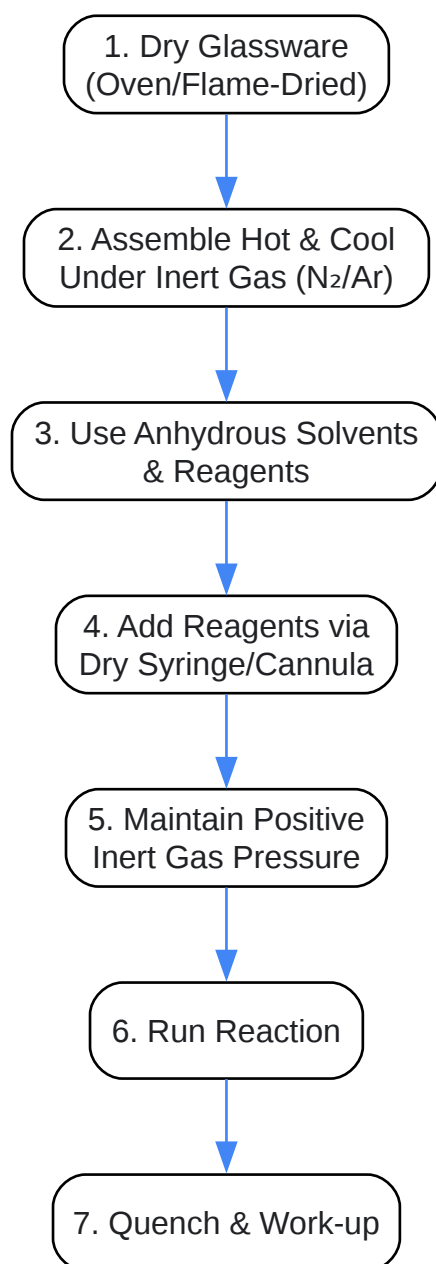 1. Dry Glassware
(Oven/Flame-Dried)
2. Assemble Hot & Cool
Under Inert Gas (N₂/Ar)
3. Use Anhydrous Solvents
& Reagents
4. Add Reagents via
Dry Syringe/Cannula
5. Maintain Positive
Inert Gas Pressure
6. Run Reaction
7. Quench & Work-up